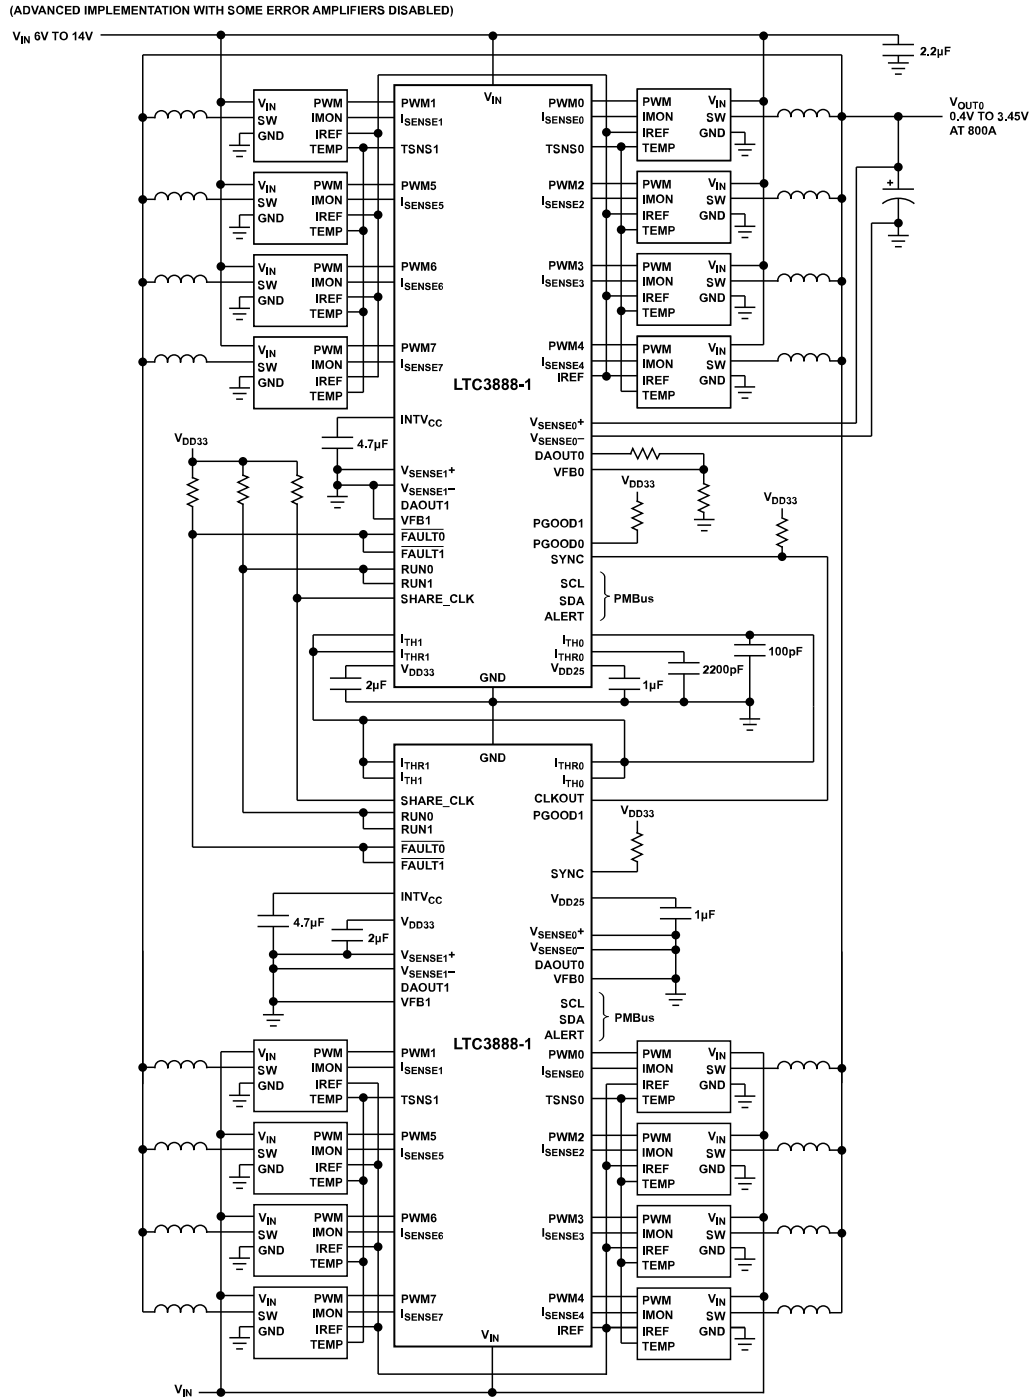 (ADVANCED IMPLEMENTATION WITH SOME ERROR AMPLIFIERS DISABLED)
VIN 6V TO 14V
2.2µF
VOUT0
0.4V TO 3.45V
AT 800A
VIN
VIN PWM PWM1 PWM0 PWM VIN
SW IMON ISENSE1 ISENSE0 IMON SW
GND IREF IREF GND
TEMP TSNS1 TSNS0 TEMP
VIN PWM PWM5 PWM2 PWM VIN
SW IMON ISENSE5 ISENSE2 IMON SW
GND IREF IREF GND
TEMP TEMP
VIN PWM PWM6 PWM3 PWM VIN
SW IMON ISENSE6 ISENSE3 IMON SW
GND IREF IREF GND
TEMP TEMP
VIN PWM PWM7 PWM4 PWM VIN
SW IMON ISENSE7 ISENSE4 IMON SW
GND IREF IREF IREF GND
TEMP TEMP
LTC3888-1
INTVCC VSENSE0+
4.7µF VSENSE0–
VDD33
VSENSE1+ DAOUT0
VSENSE1– VFB0
DAOUT1 VDD33 VDD33
VFB1 PGOOD1
FAULT0 PGOOD0
FAULT1 SYNC
RUN0
RUN1 SCL
SHARE_CLK SDA PMBus
ALERT
ITH1 ITH0
ITHR1 ITHR0 100pF
VDD33 VDD25 2200pF
2µF GND 1µF
GND
ITHR1 ITHR0
ITH1 ITH0
SHARE_CLK CLKOUT
RUN0 PGOOD1 VDD33
RUN1
FAULT0
FAULT1 SYNC
INTVCC VDD25
4.7µF VDD33 1µF
2µF VSENSE0+
VSENSE1+ VSENSE0–
VSENSE1– DAOUT0
DAOUT1 VFB0
VFB1 SCL
SDA PMBus
ALERT
LTC3888-1
VIN PWM PWM1 PWM0 PWM VIN
SW IMON ISENSE1 ISENSE0 IMON SW
GND IREF IREF GND
TEMP TSNS1 TSNS0 TEMP
VIN PWM PWM5 PWM2 PWM VIN
SW IMON ISENSE5 ISENSE2 IMON SW
GND IREF IREF GND
TEMP TEMP
VIN PWM PWM6 PWM3 PWM VIN
SW IMON ISENSE6 ISENSE3 IMON SW
GND IREF IREF GND
TEMP TEMP
VIN PWM PWM7 PWM4 PWM VIN
SW IMON ISENSE7 ISENSE4 IMON SW
GND IREF IREF IREF GND
TEMP VIN TEMP
VIN